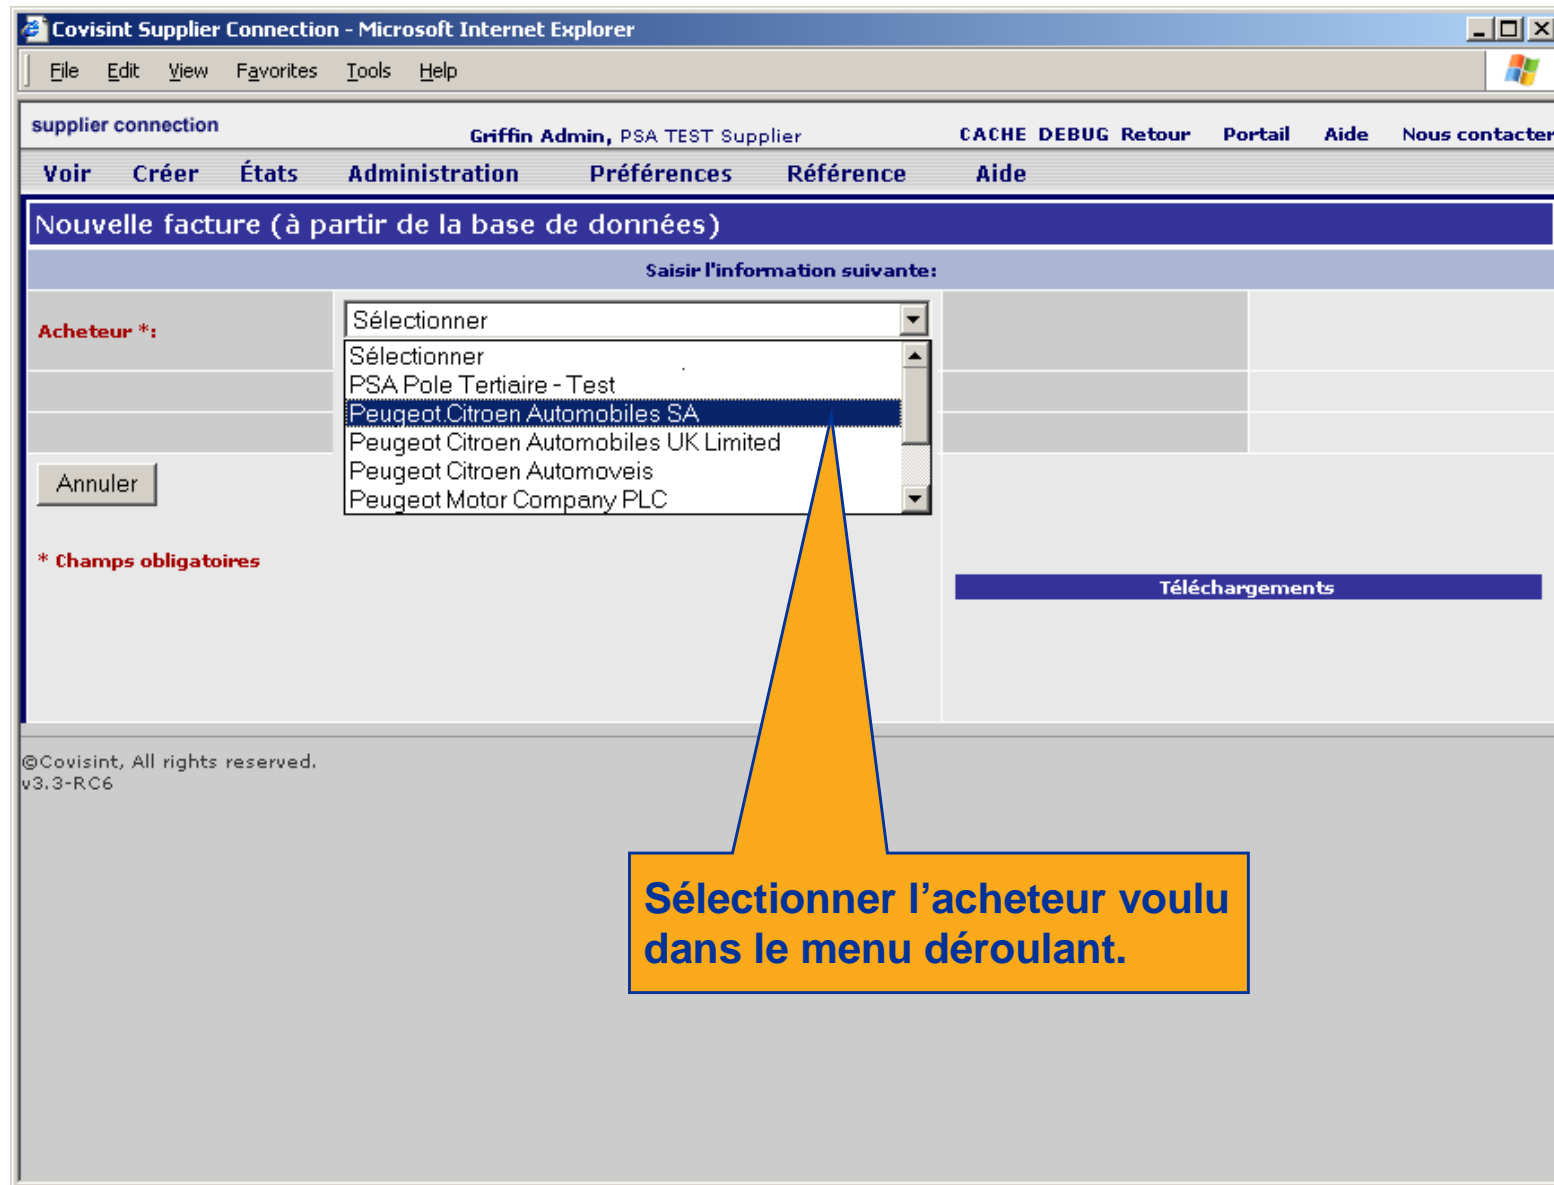 Covisint Supplier Connection - Microsoft Internet Explorer
File Edit View Favorites Tools Help
supplier connection Griffin Admin, PSA TEST Supplier CACHE DEBUG Retour Portail Aide Nous contacter
Voir Créer États Administration Préférences Référence Aide
Nouvelle facture (à partir de la base de données)
Saisir l'information suivante:
Acheteur *: Sélectionner
Sélectionner
PSA Pole Tertiaire - Test
Peugeot.Citroen Automobiles SA
Peugeot Citroen Automobiles UK Limited
Peugeot Citroen Automoveis
Peugeot Motor Company PLC
Annuler
* Champs obligatoires
Téléchargements
©Covisint, All rights reserved.
v3.3-RC6
Sélectionner l’acheteur voulu
dans le menu déroulant.